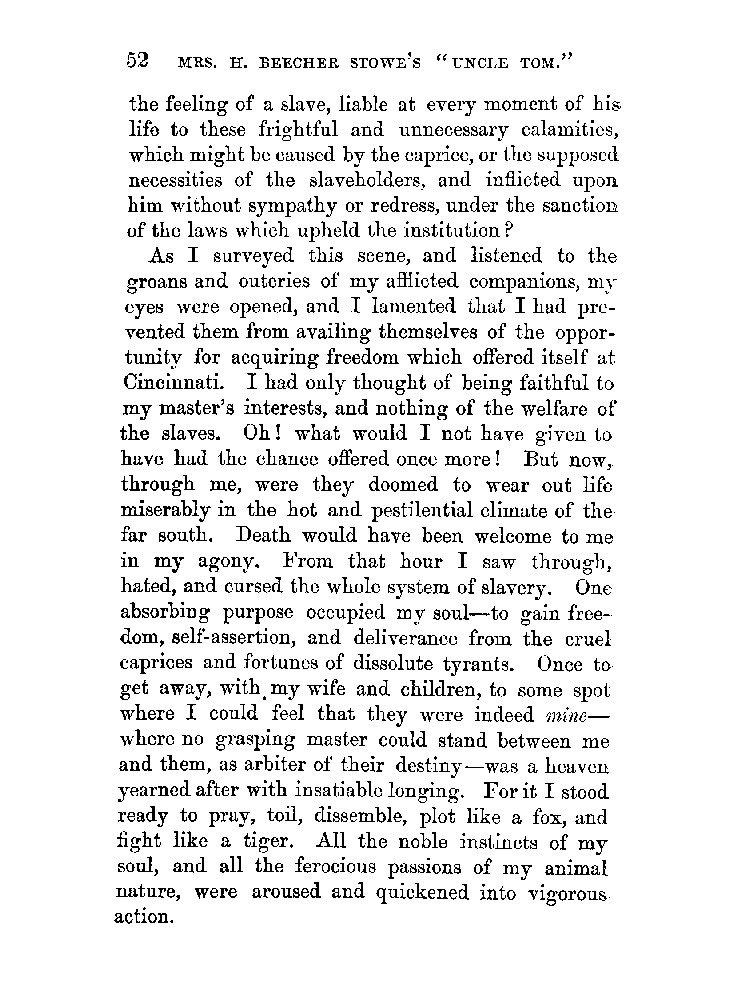 52 MRS. H. BEECHER STOWE'S "UNCLE TOM."
the feeling of a slave, liable at every moment of his
life to these frightful and unnecessary calamities,
which might be caused by the caprice, or the supposed
necessities of the slaveholders, and inflicted upon
him without sympathy or redress, under the sanction
of the laws which upheld the institution?
As I surveyed this scene, and listened to the
groans and outcries of my afflicted companions, my
eyes were opened, and I lamented that I had pre-
vented them from availing themselves of the oppor-
tunity for acquiring freedom which offered itself at
Cincinnati. I had only thought of being faithful to
my master's interests, and nothing of the welfare of
the slaves. Oh! what would I not have given to
have had the chance offered once more! But now,
through me, were they doomed to wear out life
miserably in the hot and pestilential climate of the
far south. Death would have been welcome to me
in my agony. From that hour I saw through,
hated, and cursed the whole system of slavery. One
absorbing purpose occupied my soul—to gain free-
dom, self-assertion, and deliverance from the cruel
caprices and fortunes of dissolute tyrants. Once to
get away, with my wife and children, to some spot
where I could feel that they were indeed mine—
where no grasping master could stand between me
and them, as arbiter of their destiny—was a heaven
yearned after with insatiable longing. For it I stood
ready to pray, toil, dissemble, plot like a fox, and
fight like a tiger. All the noble instincts of my
soul, and all the ferocious passions of my animal
nature, were aroused and quickened into vigorous
action.